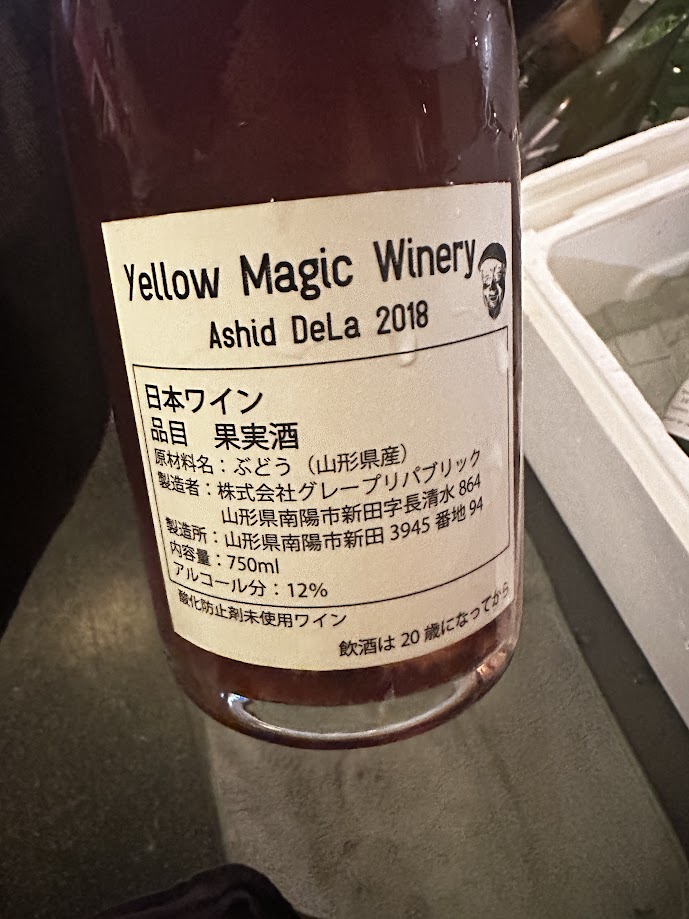 Yellow Magic Winery
Ashid DeLa 2018
日本ワイン
品目　果実酒
原材料名：ぶどう（山形県産）
製造者：株式会社グレープリパブリック
山形県南陽市新田字長清水 864
製造所：山形県南陽市新田 3945 番地 94
内容量：750ml
アルコール分：12%
酸化防止剤未使用ワイン
飲酒は 20 歳になってから